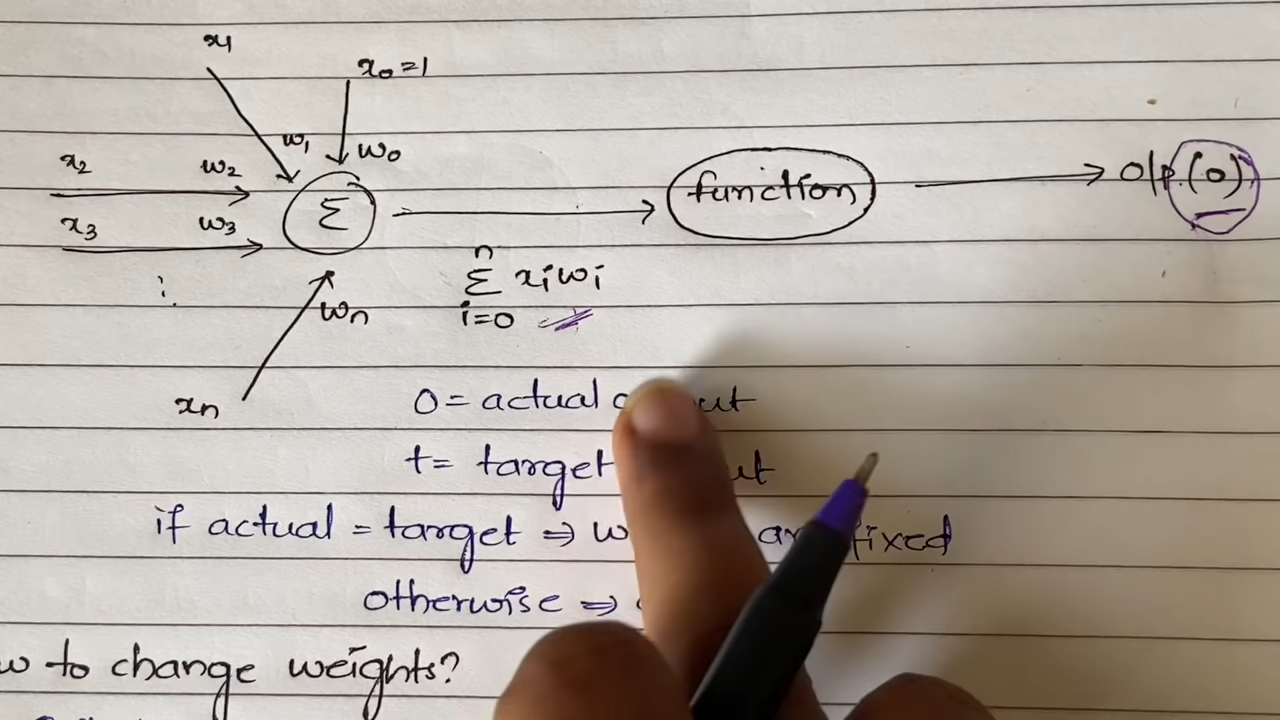 x1
x0=1
w1
w0
x2 w2
Σ
function
o/p.(o)
x3 w3
n
Σ xiwi
i=0
wn
xn
o= actual
t= target
if actual = target ⇒ fixed
otherwise ⇒
to change weights?